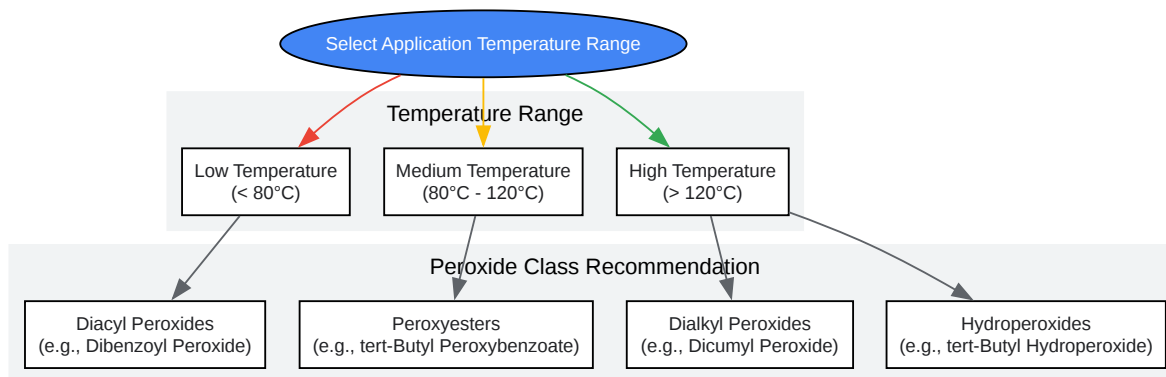 Select Application Temperature Range
Temperature Range
Low Temperature
(< 80°C)
Medium Temperature
(80°C - 120°C)
High Temperature
(> 120°C)
Peroxide Class Recommendation
Diacyl Peroxides
(e.g., Dibenzoyl Peroxide)
Peroxyesters
(e.g., tert-Butyl Peroxybenzoate)
Dialkyl Peroxides
(e.g., Dicumyl Peroxide)
Hydroperoxides
(e.g., tert-Butyl Hydroperoxide)